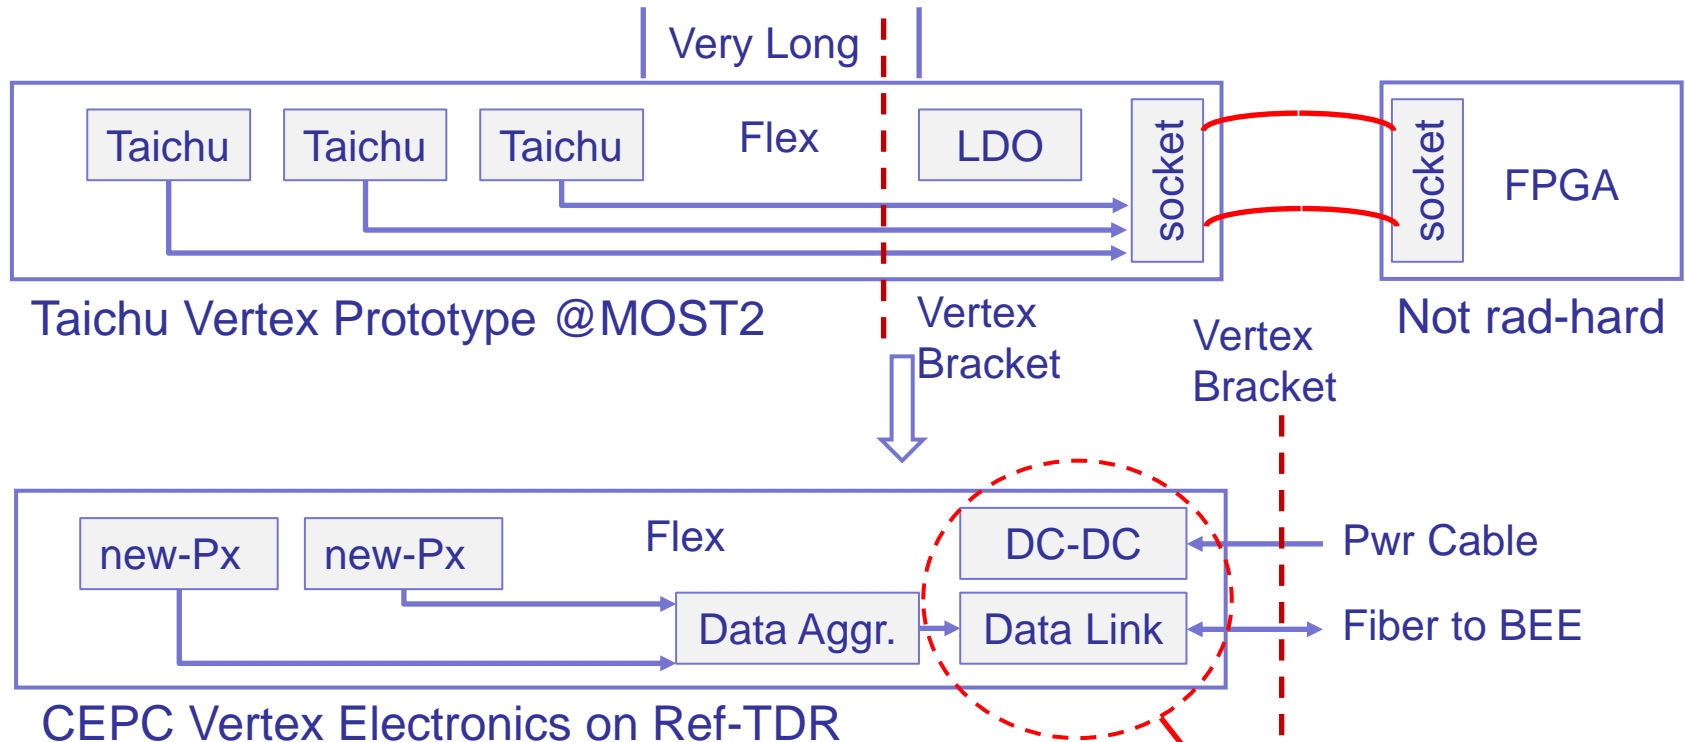 Very Long
Taichu
Taichu
Taichu
Flex
LDO
socket
socket
FPGA
Taichu Vertex Prototype @MOST2
Vertex
Bracket
Not rad-hard
Vertex
Bracket
new-Px
new-Px
Flex
DC-DC
Pwr Cable
Data Aggr.
Data Link
Fiber to BEE
CEPC Vertex Electronics on Ref-TDR